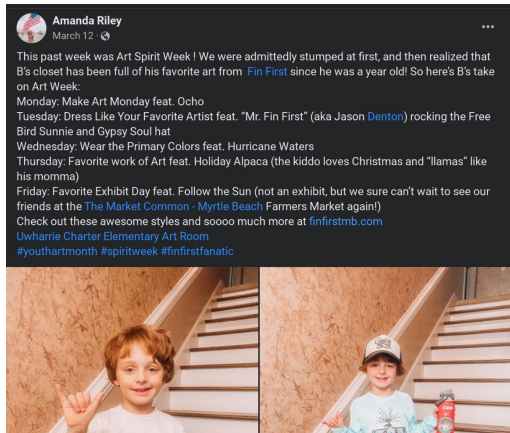 Amanda Riley
March 12 ·
This past week was Art Spirit Week ! We were admittedly stumped at first, and then realized that
B's closet has been full of his favorite art from Fin First since he was a year old! So here's B's take
on Art Week:
Monday: Make Art Monday feat. Ocho
Tuesday: Dress Like Your Favorite Artist feat. “Mr. Fin First” (aka Jason Denton) rocking the Free
Bird Sunnie and Gypsy Soul hat
Wednesday: Wear the Primary Colors feat. Hurricane Waters
Thursday: Favorite work of Art feat. Holiday Alpaca (the kiddo loves Christmas and “llamas” like
his momma)
Friday: Favorite Exhibit Day feat. Follow the Sun (not an exhibit, but we sure can't wait to see our
friends at the The Market Common - Myrtle Beach Farmers Market again!)
Check out these awesome styles and soooo much more at finfirstmb.com
Uwharrie Charter Elementary Art Room
#youthartmonth #spiritweek #finfirstfanatic